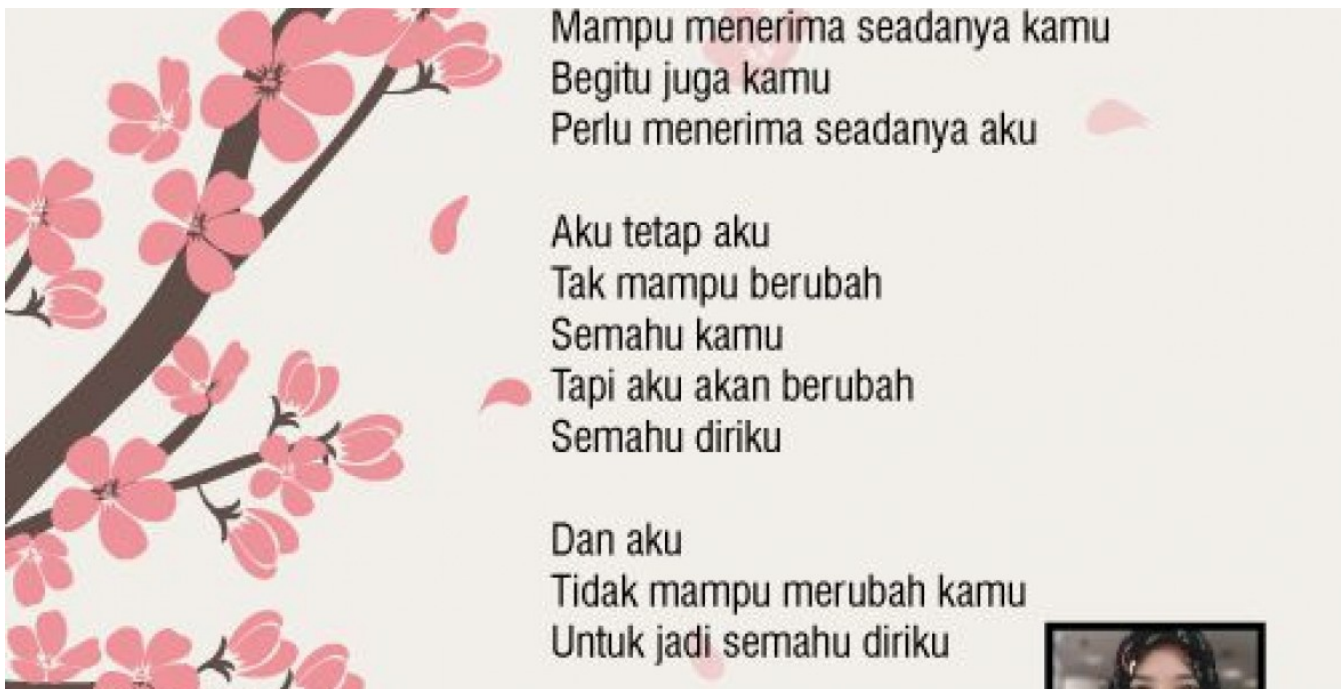 Mampu menerima seadanya kamu
Begitu juga kamu
Perlu menerima seadanya aku
Aku tetap aku
Tak mampu berubah
Semahu kamu
Tapi aku akan berubah
Semahu diriku
Dan aku
Tidak mampu merubah kamu
Untuk jadi semahu diriku